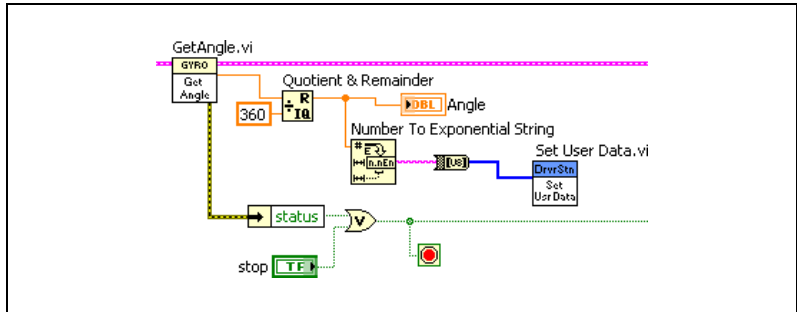 GetAngle.vi
GYRO
Get
Angle
Quotient & Remainder
R
IQ
360
DBL
Angle
Number To Exponential String
#
E
n.nEn
[U8]
Set User Data.vi
DrvrStn
Set
UsrData
status
V
stop
TF